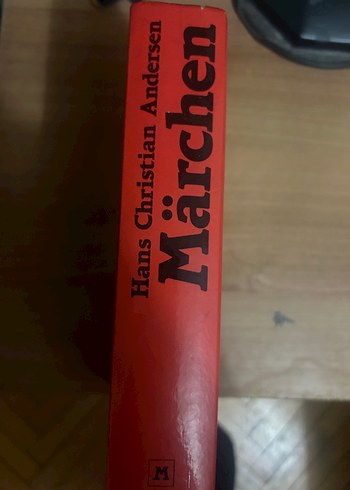 Hans Christian Andersen
Märchen
M